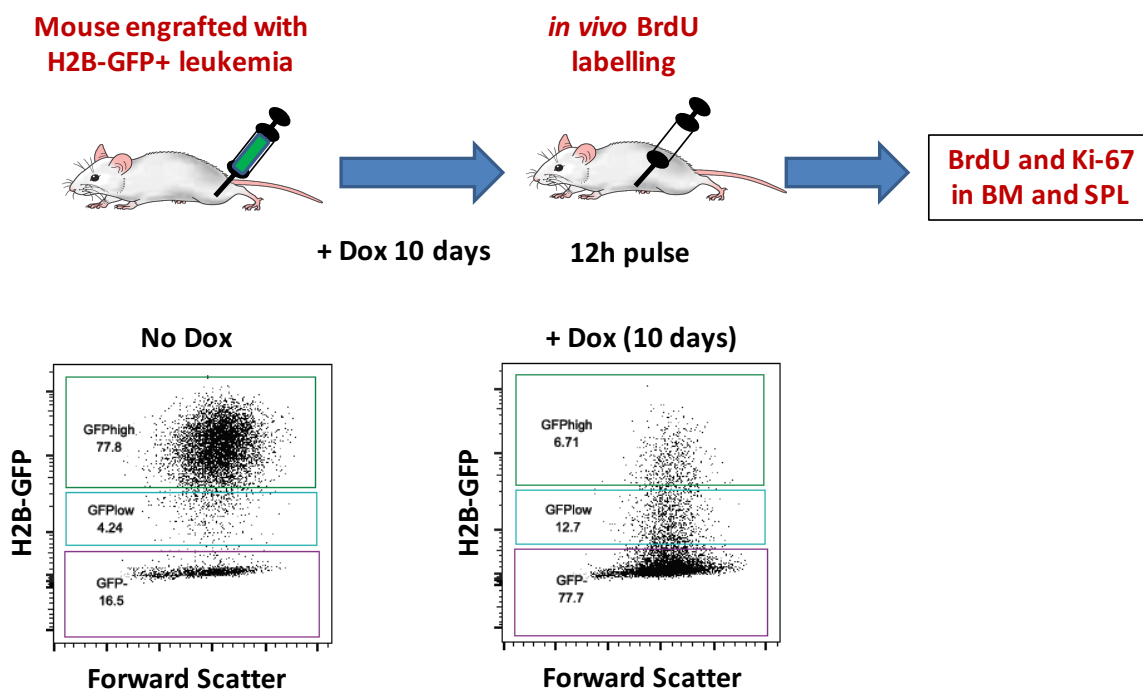 Mouse engrafted with
H2B-GFP+ leukemia
in vivo BrdU
labelling
BrdU and Ki-67
in BM and SPL
+ Dox 10 days
12h pulse
No Dox
+ Dox (10 days)
H2B-GFP
GFPhigh
77.8
GFPlow
4.24
GFP-
16.5
Forward Scatter
H2B-GFP
GFPhigh
6.71
GFPlow
12.7
GFP-
77.7
Forward Scatter